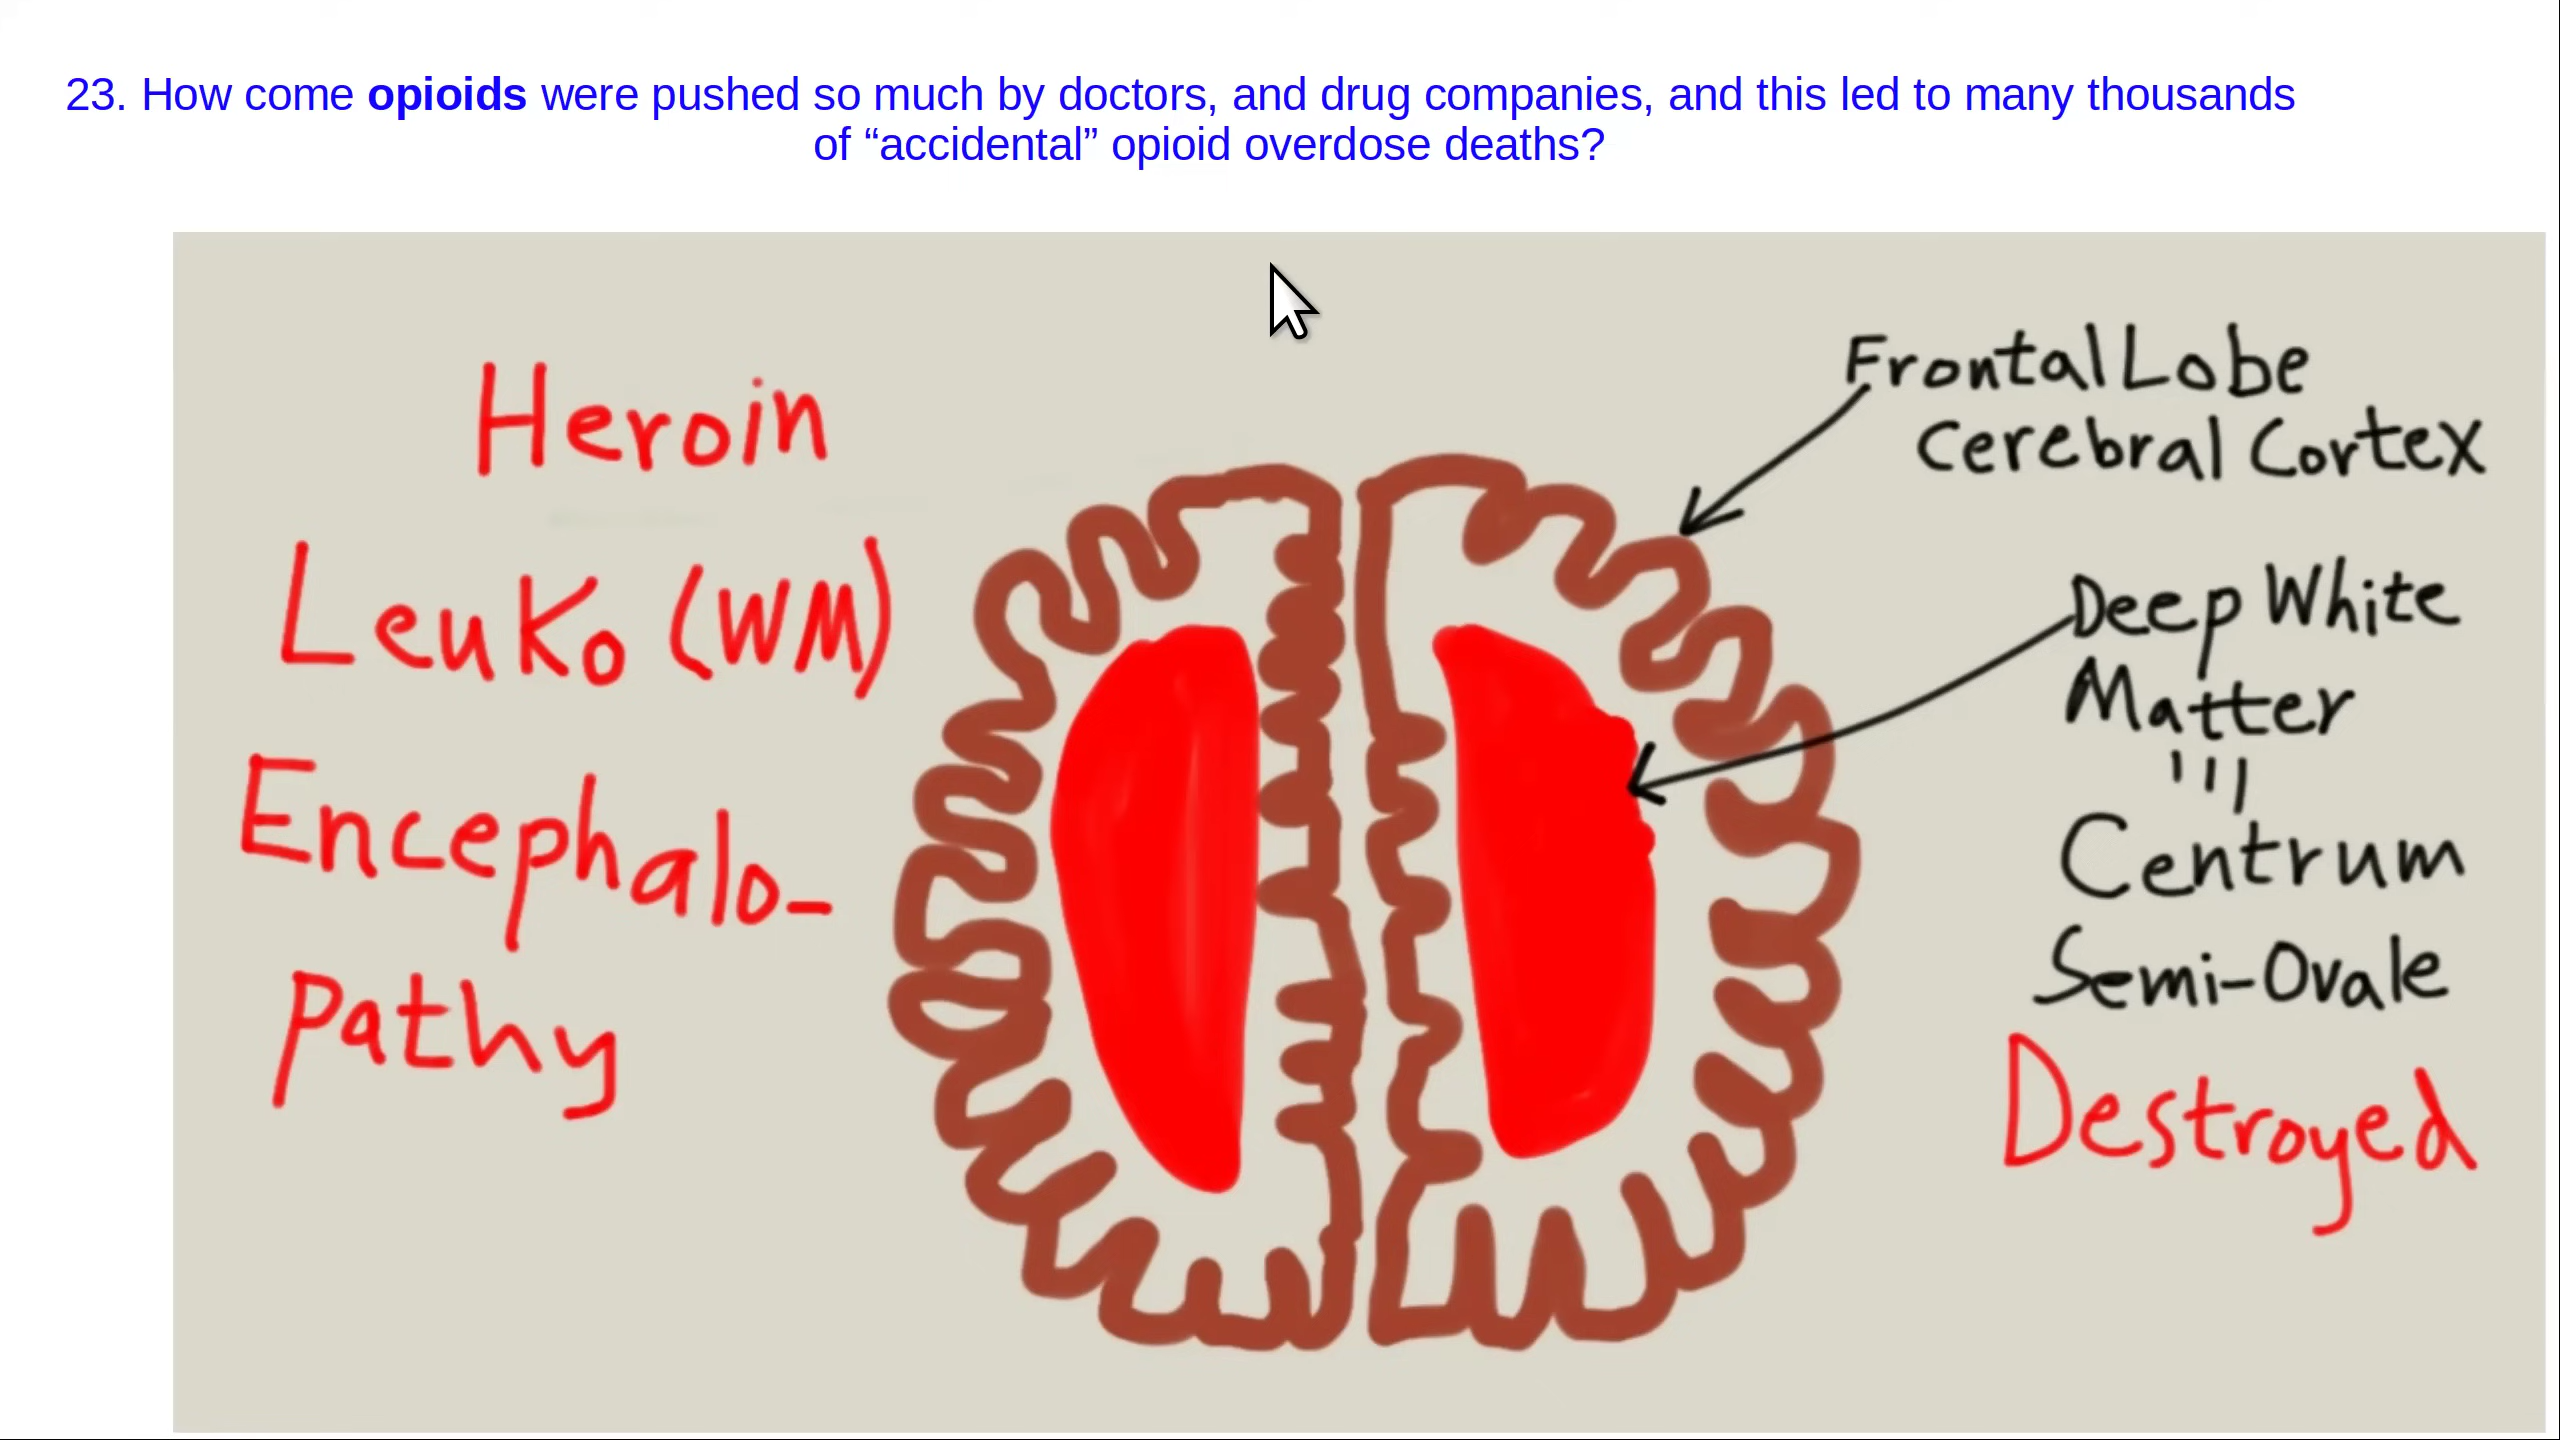 23. How come opioids were pushed so much by doctors, and drug companies, and this led to many thousands
of “accidental” opioid overdose deaths?
Heroin
Leuko (WM)
Encephalo-
pathy
Frontal Lobe
Cerebral Cortex
Deep White
Matter
Centrum
Semi-Ovale
Destroyed